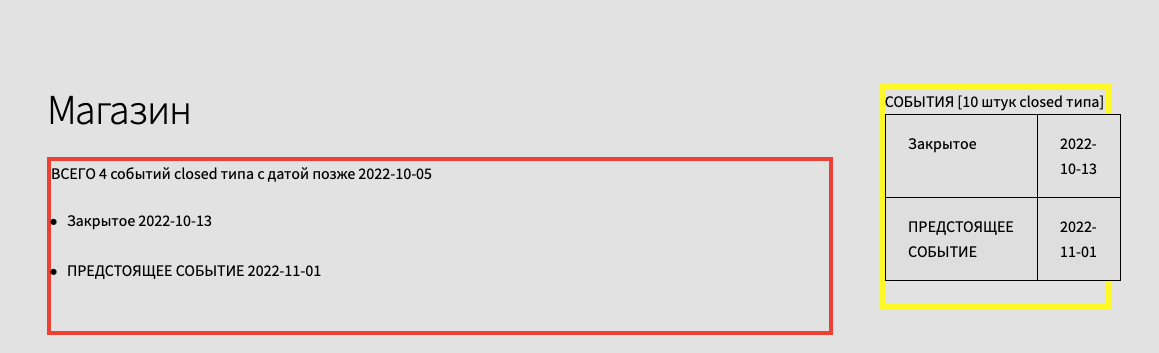 Магазин
ВСЕГО 4 событий closed типа с датой позже 2022-10-05
Закрытое 2022-10-13
ПРЕДСТОЯЩЕЕ СОБЫТИЕ 2022-11-01
СОБЫТИЯ [10 штук closed типа]
Закрытое 2022-
10-13
ПРЕДСТОЯЩЕЕ 2022-
СОБЫТИЕ 11-01